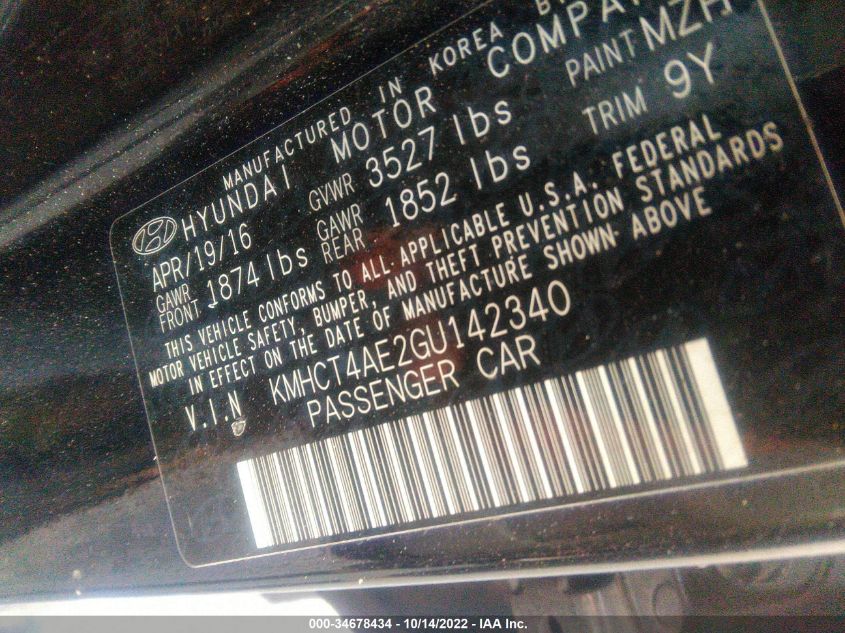 MANUFACTURED IN KOREA B
HYUNDAI MOTOR COMPA
APR/19/16 GVWR 3527 lbs PAINT MZH
GAWR FRONT 1874 lbs GAWR REAR 1852 lbs TRIM 9Y
THIS VEHICLE CONFORMS TO ALL APPLICABLE U.S.A. FEDERAL
MOTOR VEHICLE SAFETY, BUMPER, AND THEFT PREVENTION STANDARDS
IN EFFECT ON THE DATE OF MANUFACTURE SHOWN ABOVE
V.I.N KMHCT4AE2GU142340
PASSENGER CAR
000-34678434 - 10/14/2022 - IAA Inc.